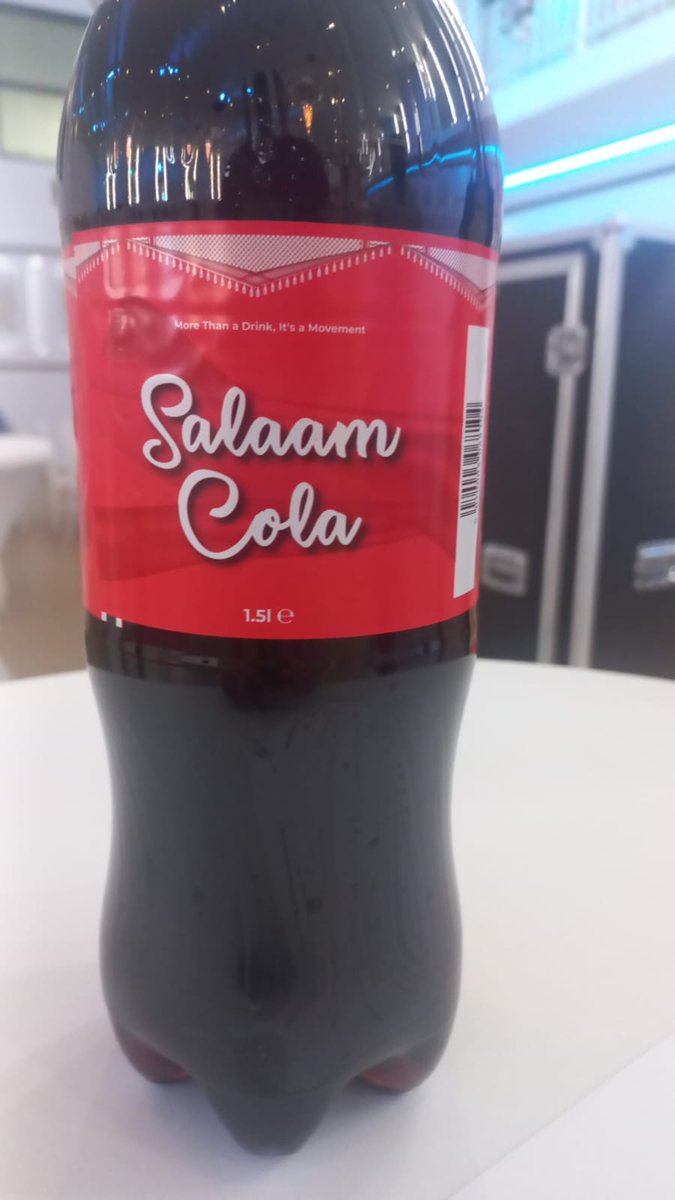 More Than a Drink, It's a Movement
Salaam
Cola
1.5l ℮